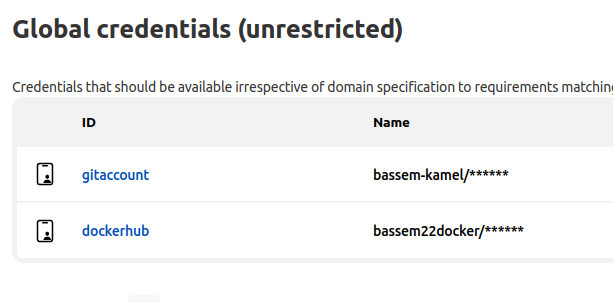 Global credentials (unrestricted)
Credentials that should be available irrespective of domain specification to requirements matching
ID Name
gitaccount bassem-kamel/******
dockerhub bassem22docker/******